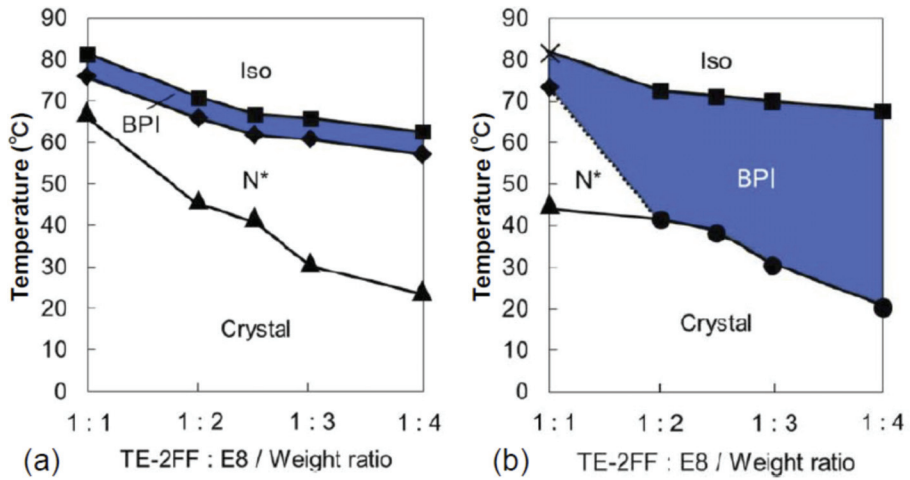 90
80
70
60
50
40
30
20
10
0
Temperature (°C)
Iso
BPI
N*
Crystal
1 : 1
1 : 2
1 : 3
1 : 4
(a)
TE-2FF : E8 / Weight ratio
90
80
70
60
50
40
30
20
10
0
Temperature (°C)
Iso
BPI
N*
Crystal
1 : 1
1 : 2
1 : 3
1 : 4
(b)
TE-2FF : E8 / Weight ratio